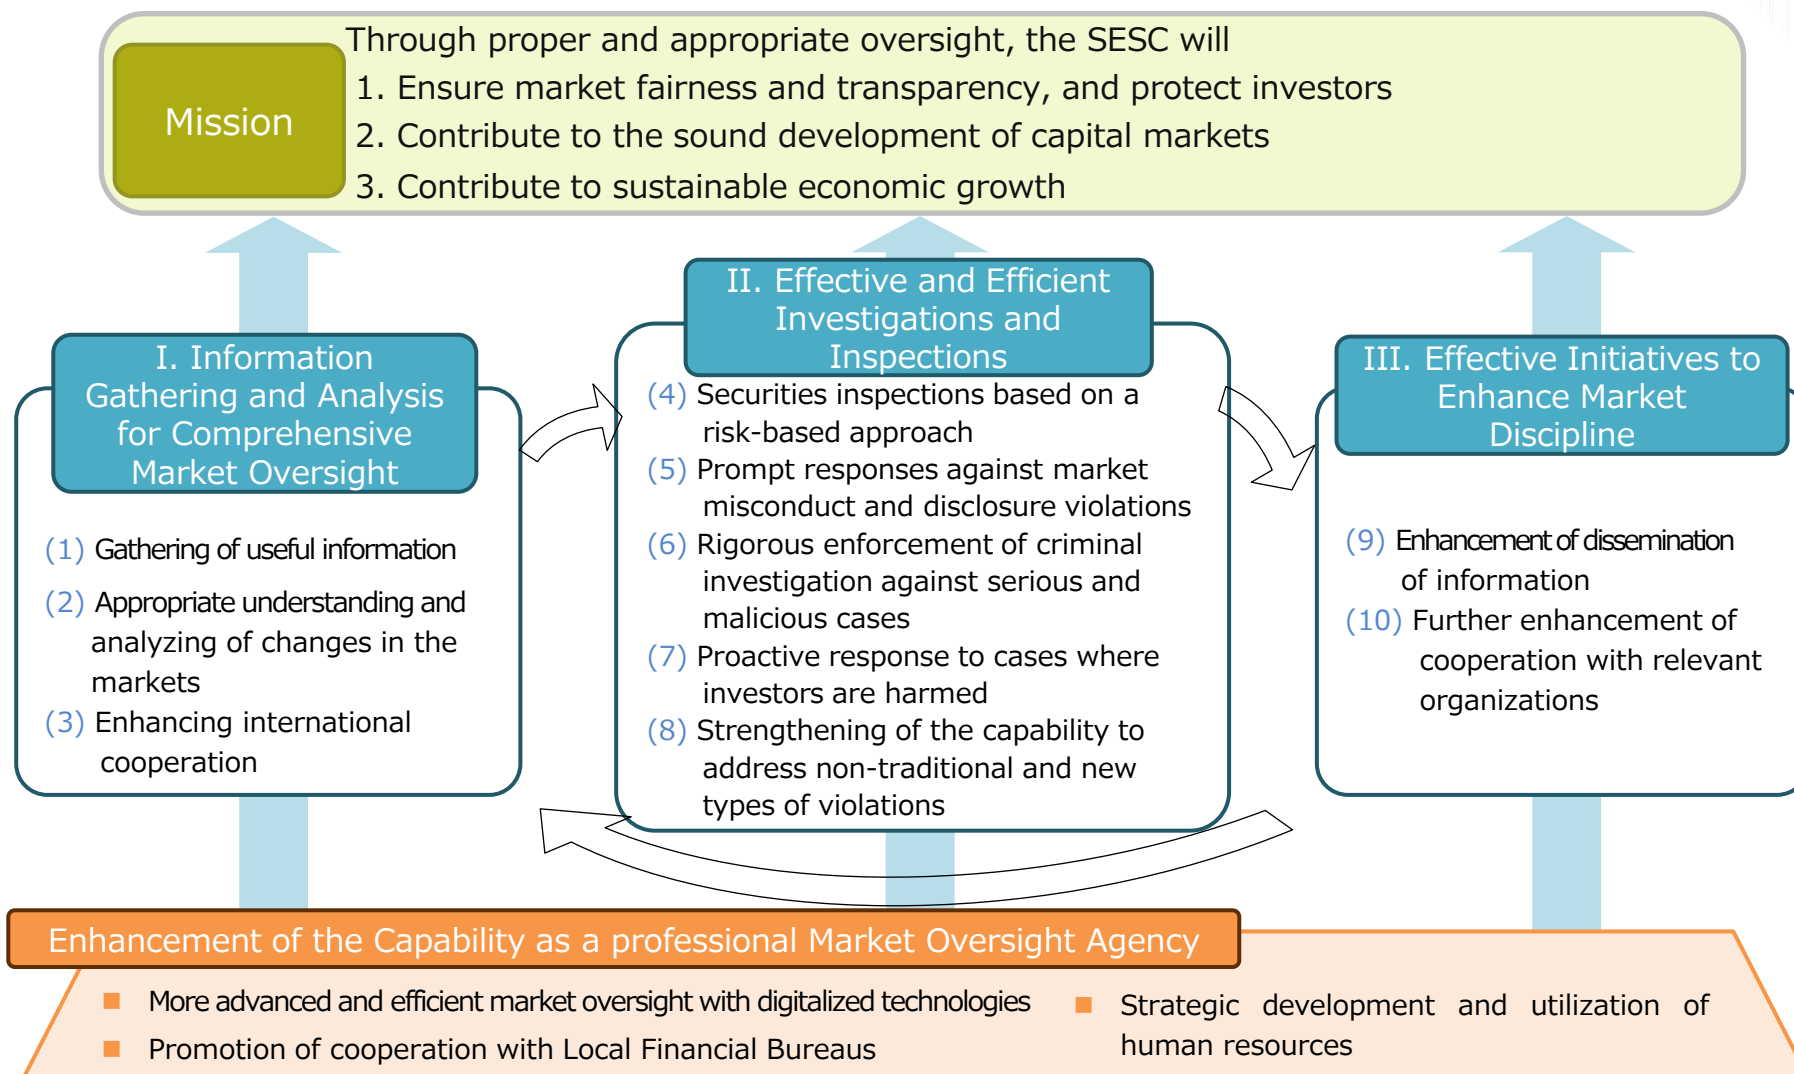 Through proper and appropriate oversight, the SESC will
Mission
1. Ensure market fairness and transparency, and protect investors
2. Contribute to the sound development of capital markets
3. Contribute to sustainable economic growth
I. Information
Gathering and Analysis
for Comprehensive
Market Oversight
(1) Gathering of useful information
(2) Appropriate understanding and
analyzing of changes in the
markets
(3) Enhancing international
cooperation
II. Effective and Efficient
Investigations and
Inspections
(4) Securities inspections based on a
risk-based approach
(5) Prompt responses against market
misconduct and disclosure violations
(6) Rigorous enforcement of criminal
investigation against serious and
malicious cases
(7) Proactive response to cases where
investors are harmed
(8) Strengthening of the capability to
address non-traditional and new
types of violations
III. Effective Initiatives to
Enhance Market
Discipline
(9) Enhancement of dissemination
of information
(10) Further enhancement of
cooperation with relevant
organizations
Enhancement of the Capability as a professional Market Oversight Agency
■ More advanced and efficient market oversight with digitalized technologies
■ Promotion of cooperation with Local Financial Bureaus
■ Strategic development and utilization of
human resources